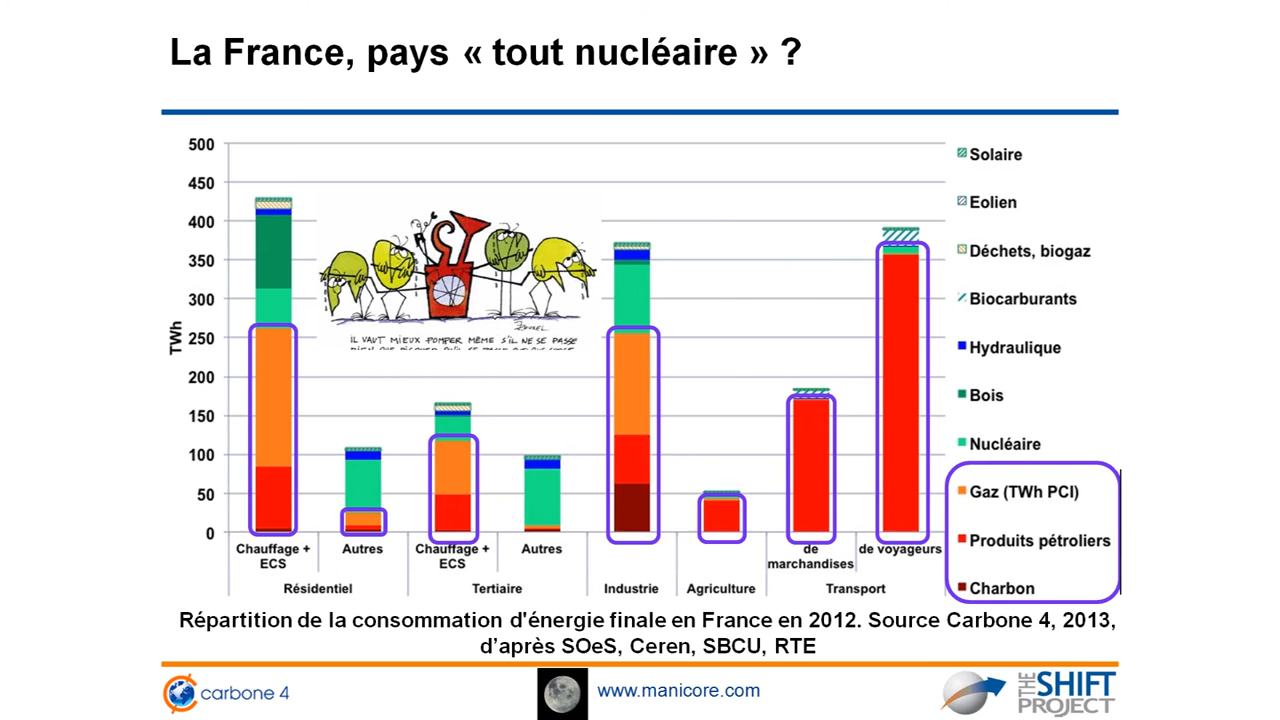 La France, pays « tout nucléaire » ?
500
450
400
350
300
250
200
150
100
50
0
TWh
IL VAUT MIEUX POMPER MÊME S'IL NE SE PASSE
Chauffage + ECS
Autres
Chauffage + ECS
Autres
de marchandises
de voyageurs
Résidentiel
Tertiaire
Industrie
Agriculture
Transport
Solaire
Eolien
Déchets, biogaz
Biocarburants
Hydraulique
Bois
Nucléaire
Gaz (TWh PCI)
Produits pétroliers
Charbon
Répartition de la consommation d'énergie finale en France en 2012. Source Carbone 4, 2013,
d'après SOeS, Ceren, SBCU, RTE
carbone 4
www.manicore.com
THE SHIFT PROJECT